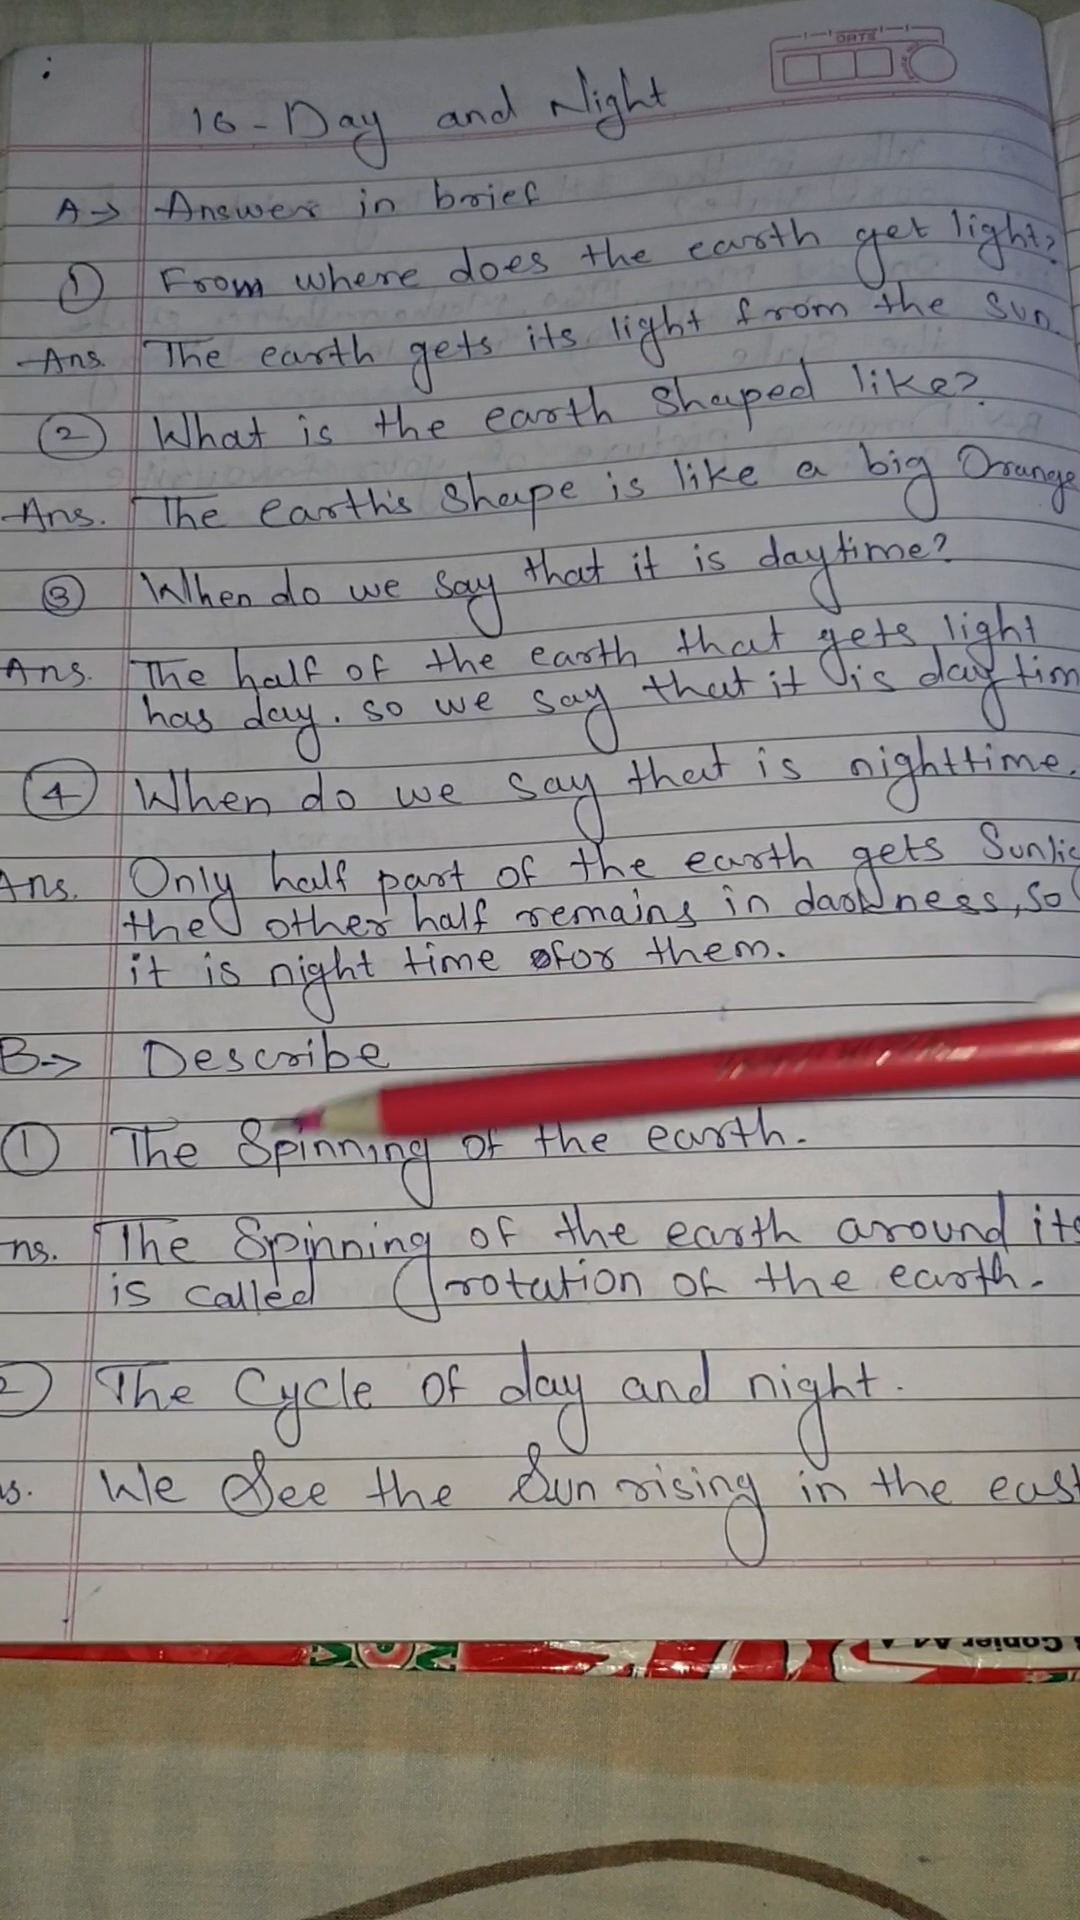 DATE
16 - Day and Night
A→ Answer in brief
① From where does the earth get light?
Ans. The earth gets its light from the Sun.
② What is the earth shaped like?
Ans. The earth's shape is like a big Orange
③ When do we say that it is daytime?
Ans. The half of the earth that gets light
has day. so we say that it is day tim
④ When do we say that is nighttime.
Ans. Only half part of the earth gets Sunlig
the other half remains in darkness, so
it is night time for them.
B→ Describe
① The Spinning of the earth.
ns. The Spinning of the earth around its
is called rotation of the earth.
2 The Cycle of day and night.
s. We See the Sun rising in the east
Copier A4